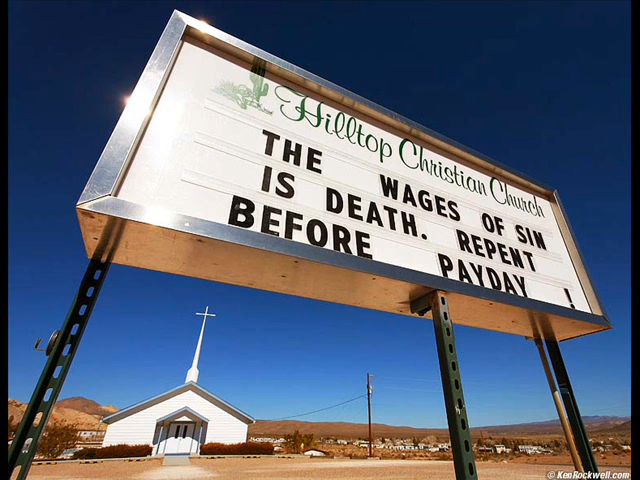 Hilltop Christian Church
THE WAGES OF SIN
IS DEATH. REPENT
BEFORE PAYDAY !
© KenRockwell.com